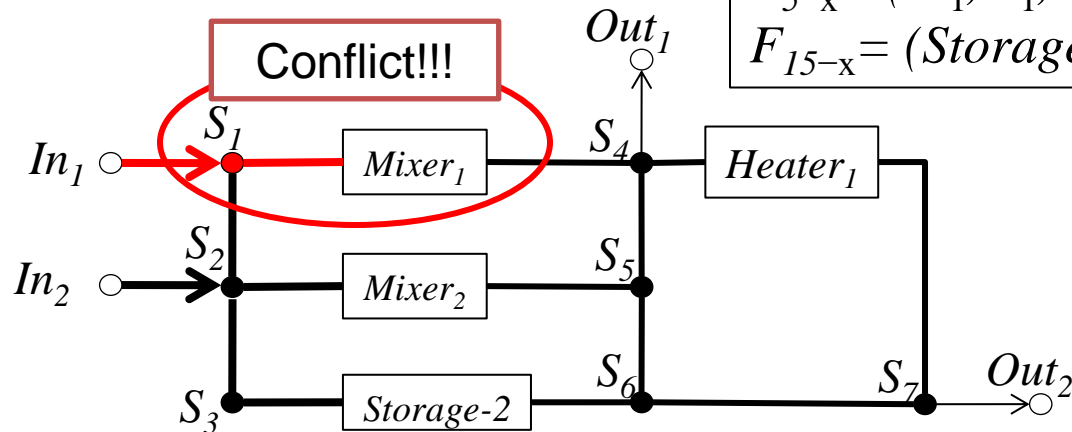 Conflict!!!
Out₁
F₁₅₋ₓ = (Storage
S₁
In₁
Mixer₁
S₄
Heater₁
S₂
In₂
Mixer₂
S₅
S₃
Storage-2
S₆
S₇
Out₂